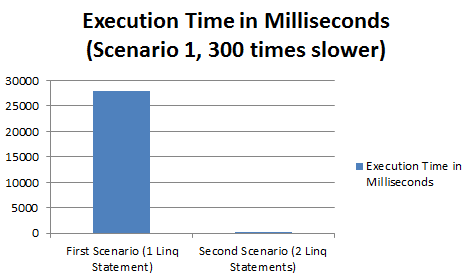 Execution Time in Milliseconds
(Scenario 1, 300 times slower)
30000
25000
20000
15000
10000
5000
0
First Scenario (1 Linq
Statement)
Second Scenario (2 Linq
Statements)
Execution Time in
Milliseconds